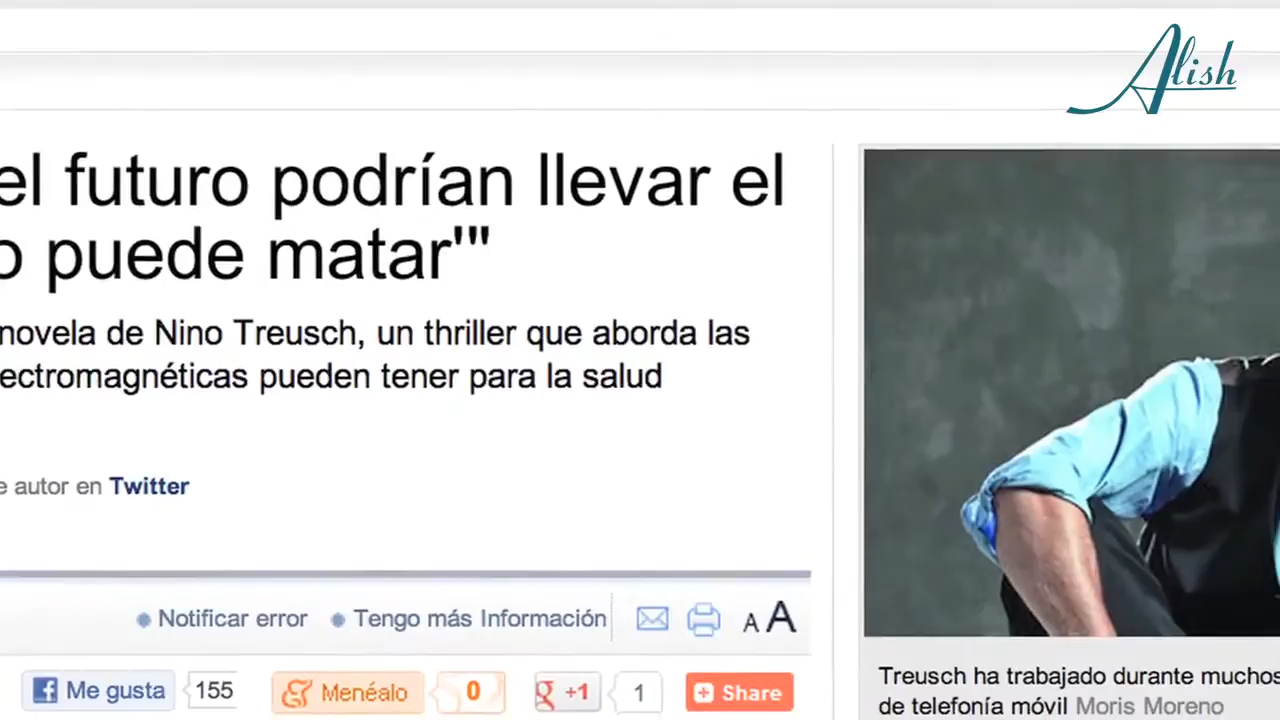 Alish
el futuro podrían llevar el
o puede matar'"
novela de Nino Treusch, un thriller que aborda las
ectromagnéticas pueden tener para la salud
e autor en Twitter
Notificar error Tengo más Información A A
Me gusta 155 Menéalo 0 +1 1 Share
Treusch ha trabajado durante muchos
de telefonía móvil Moris Moreno